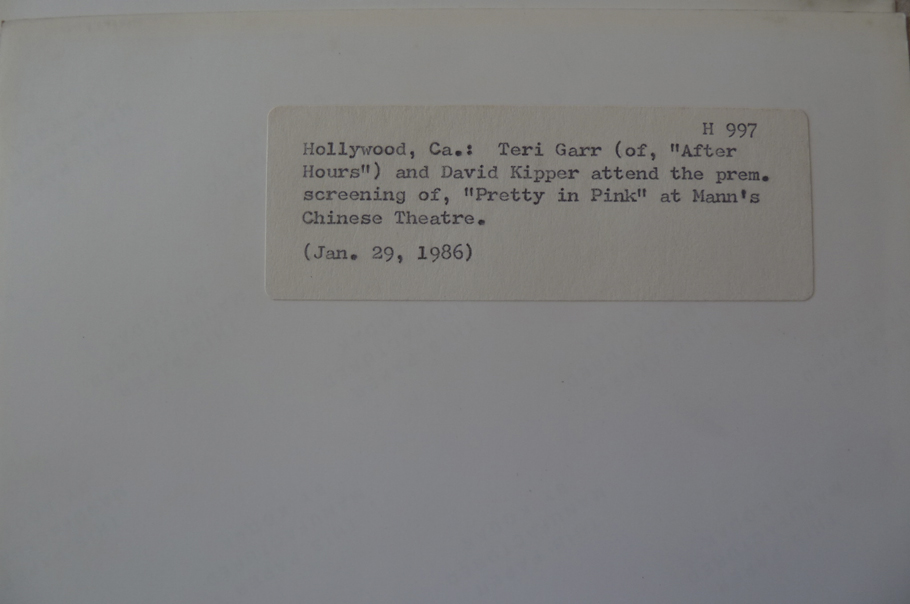 H 997
Hollywood, Ca.: Teri Garr (of, "After
Hours") and David Kipper attend the prem.
screening of, "Pretty in Pink" at Mann's
Chinese Theatre.
(Jan. 29, 1986)